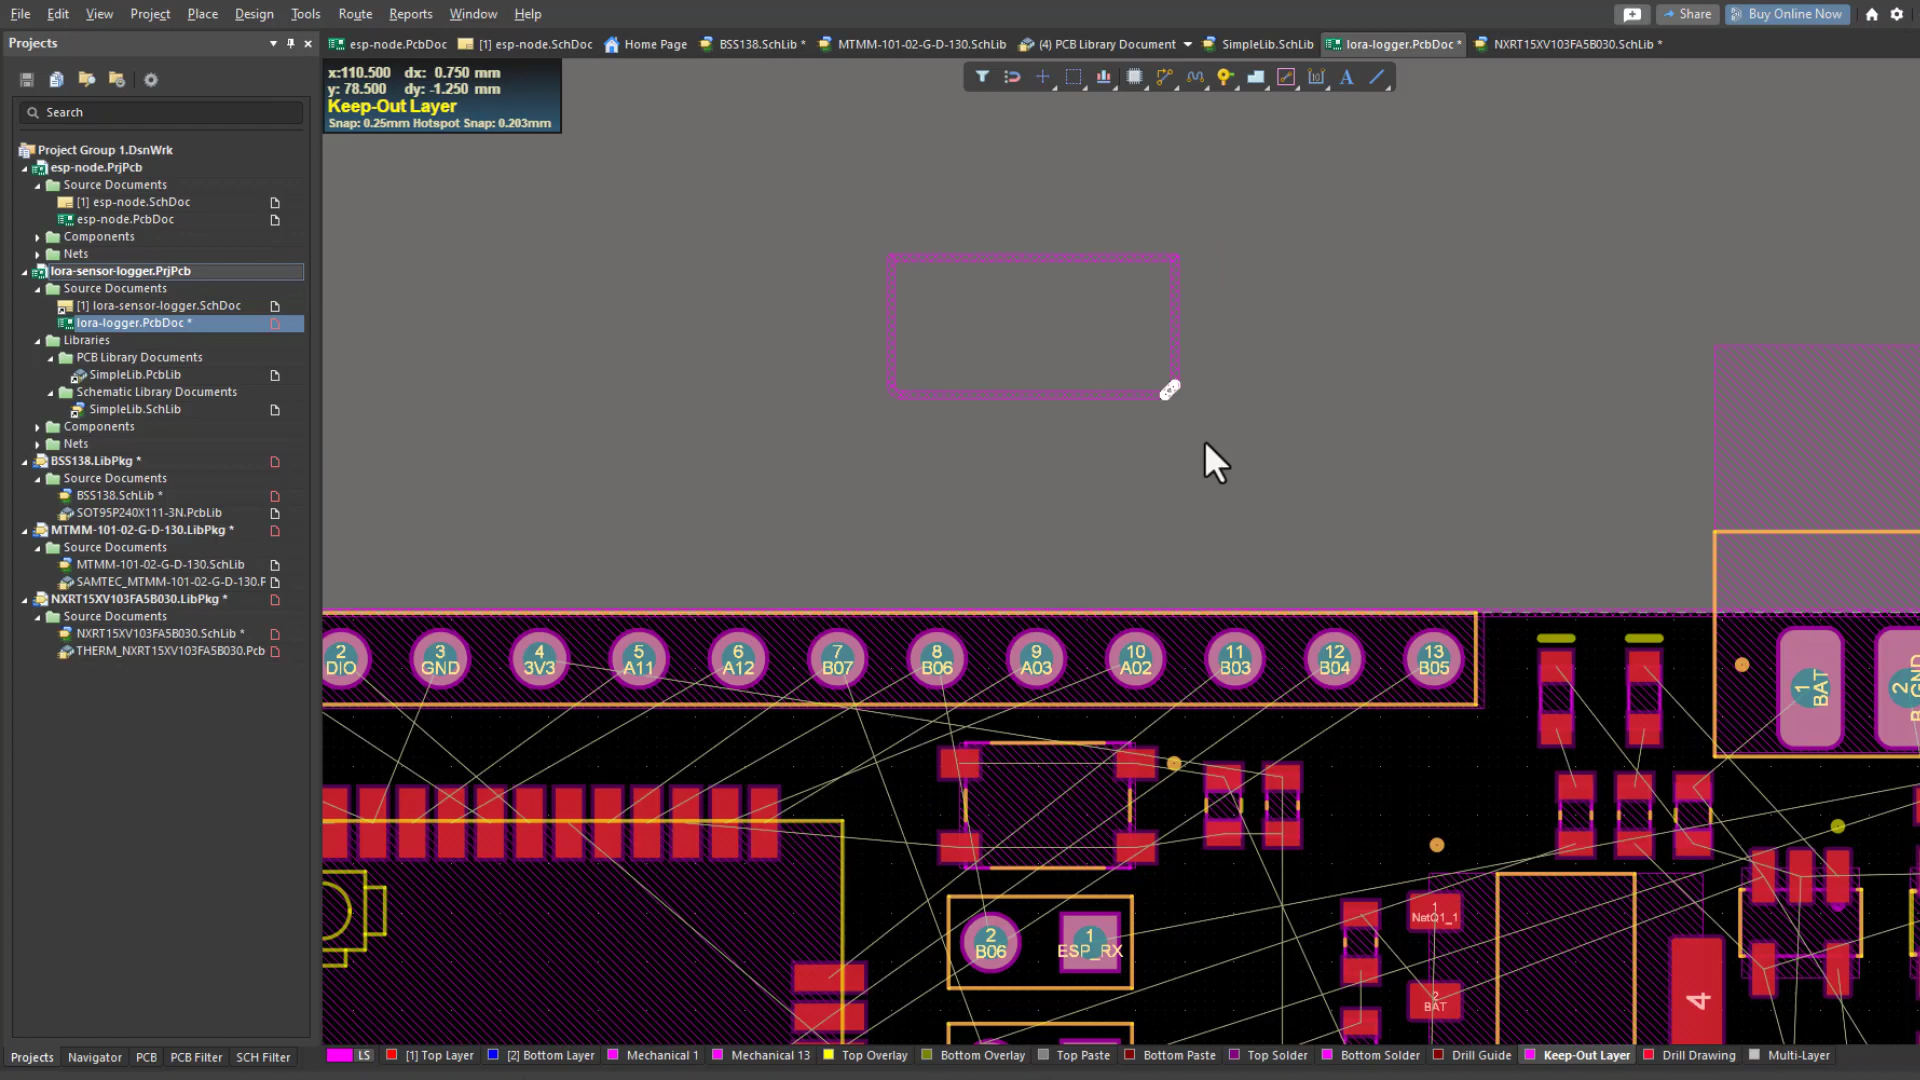 File Edit View Project Place Design Tools Route Reports Window Help
Share Buy Online Now
Projects
esp-node.PcbDoc [1] esp-node.SchDoc Home Page BSS138.SchLib * MTMM-101-02-G-D-130.SchLib (4) PCB Library Document SimpleLib.SchLib lora-logger.PcbDoc * NXRT15XV103FA5B030.SchLib *
x:110.500 dx: 0.750 mm
y: 78.500 dy: -1.250 mm
Keep-Out Layer
Snap: 0.25mm Hotspot Snap: 0.203mm
Search
Project Group 1.DsnWrk
esp-node.PrjPcb
Source Documents
[1] esp-node.SchDoc
esp-node.PcbDoc
Components
Nets
lora-sensor-logger.PrjPcb
Source Documents
[1] lora-sensor-logger.SchDoc
lora-logger.PcbDoc *
Libraries
PCB Library Documents
SimpleLib.PcbLib
Schematic Library Documents
SimpleLib.SchLib
Components
Nets
BSS138.LibPkg *
Source Documents
BSS138.SchLib *
SOT95P240X111-3N.PcbLib
MTMM-101-02-G-D-130.LibPkg *
Source Documents
MTMM-101-02-G-D-130.SchLib
SAMTEC_MTMM-101-02-G-D-130.P
NXRT15XV103FA5B030.LibPkg *
Source Documents
NXRT15XV103FA5B030.SchLib *
THERM_NXRT15XV103FA5B030.Pcb
2 3 4 5 6 7 8 9 10 11 12 13
DIO GND 3V3 A11 A12 B07 B06 A03 A02 B03 B04 B05
1
BAT
2
1
NetQ1_1
2
B06
1
ESP_RX
2
BAT
4
Projects Navigator PCB PCB Filter SCH Filter
LS [1] Top Layer [2] Bottom Layer Mechanical 1 Mechanical 13 Top Overlay Bottom Overlay Top Paste Bottom Paste Top Solder Bottom Solder Drill Guide Keep-Out Layer Drill Drawing Multi-Layer